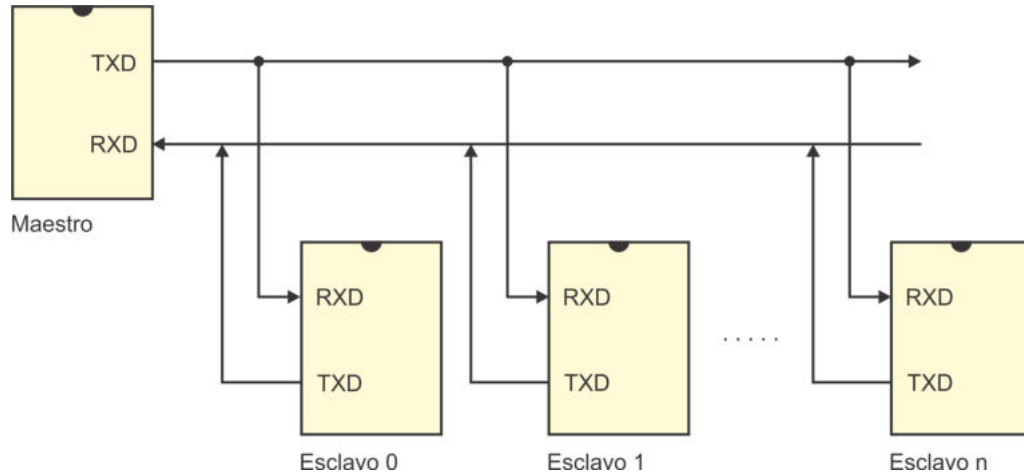 TXD
RXD
Maestro
RXD
TXD
Esclavo 0
RXD
TXD
Esclavo 1
.....
RXD
TXD
Esclavo n